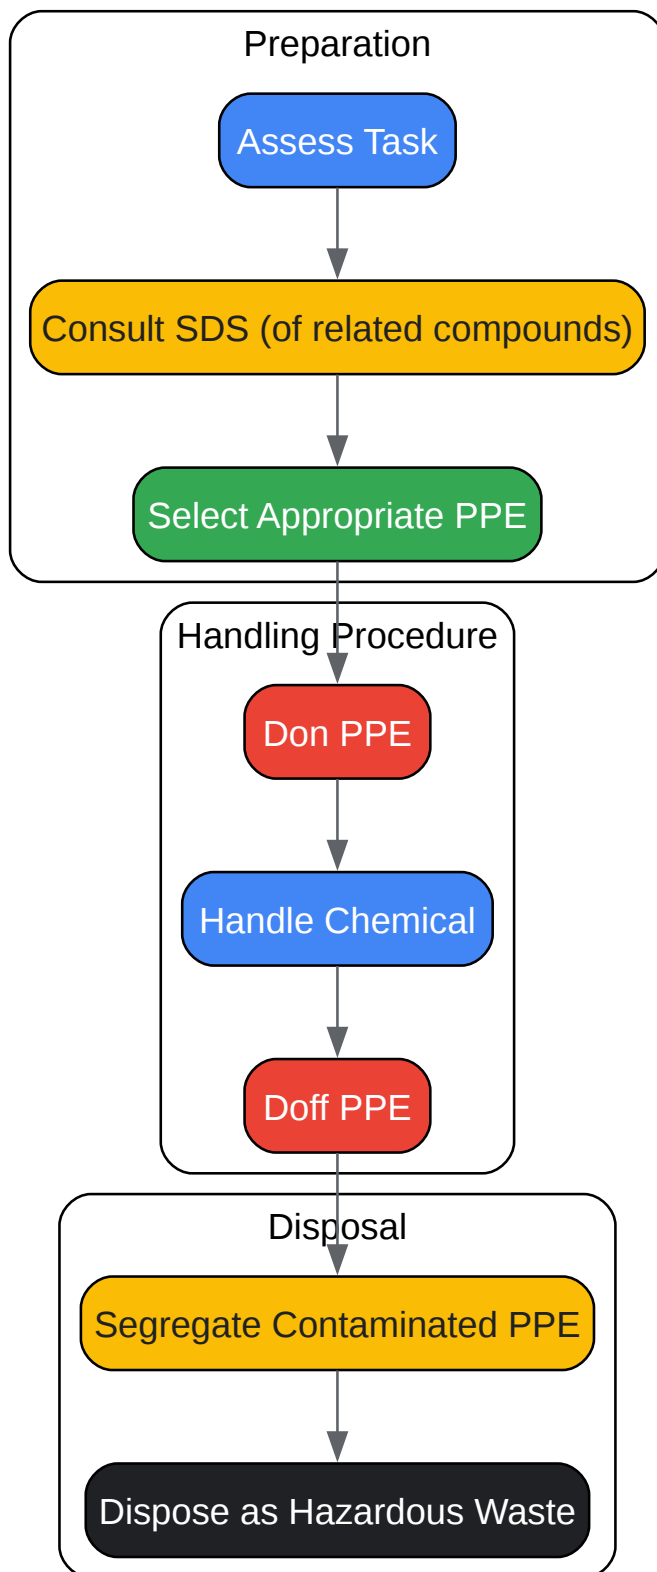 Preparation
Assess Task
Consult SDS (of related compounds)
Select Appropriate PPE
Handling Procedure
Don PPE
Handle Chemical
Doff PPE
Disposal
Segregate Contaminated PPE
Dispose as Hazardous Waste